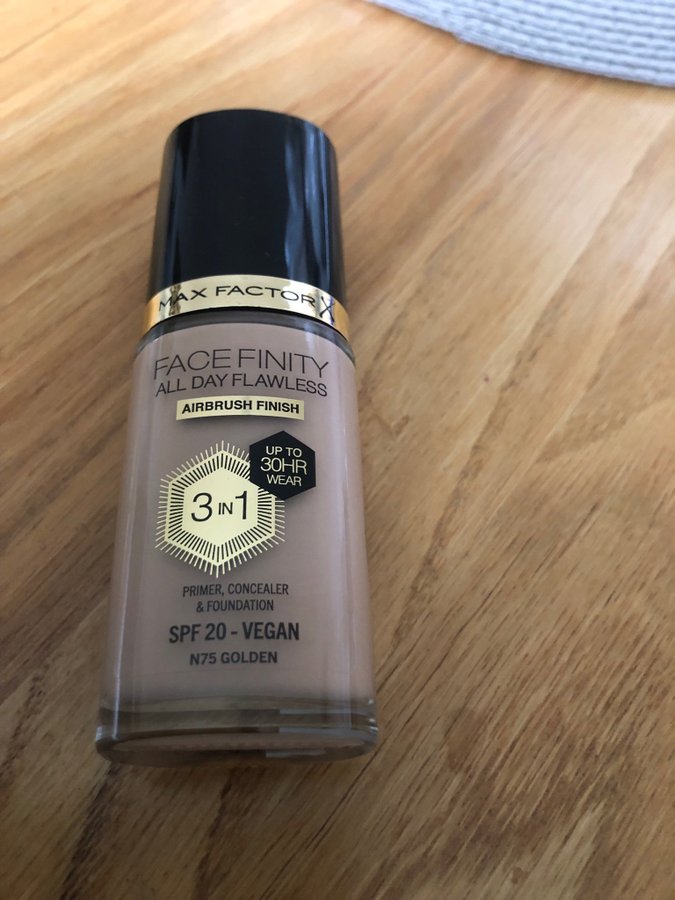 MAX FACTOR X
FACEFINITY
ALL DAY FLAWLESS
AIRBRUSH FINISH
UP TO
30HR
WEAR
3 IN 1
PRIMER, CONCEALER
& FOUNDATION
SPF 20 - VEGAN
N75 GOLDEN